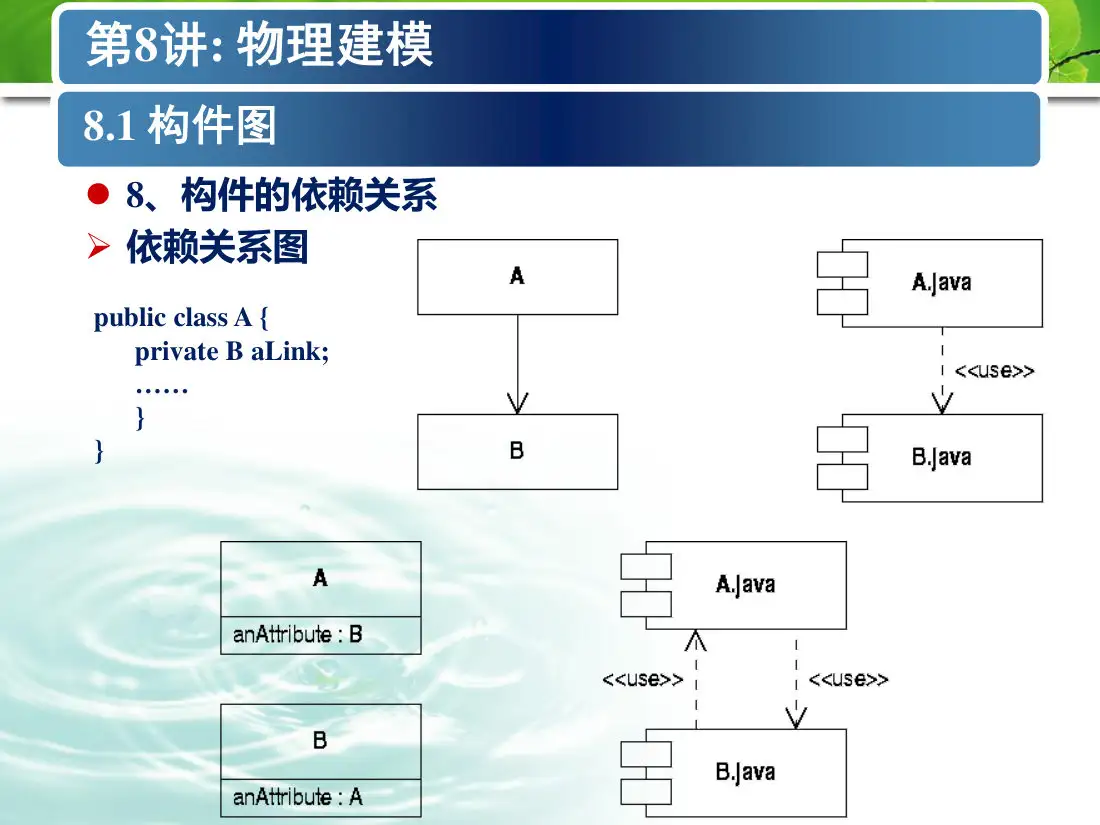 第8讲: 物理建模
8.1 构件图
8、构件的依赖关系
依赖关系图
public class A {
private B aLink;
……
}
}
A
B
A.java
<<use>>
B.java
A
anAttribute : B
B
anAttribute : A
A.java
<<use>>
<<use>>
B.java